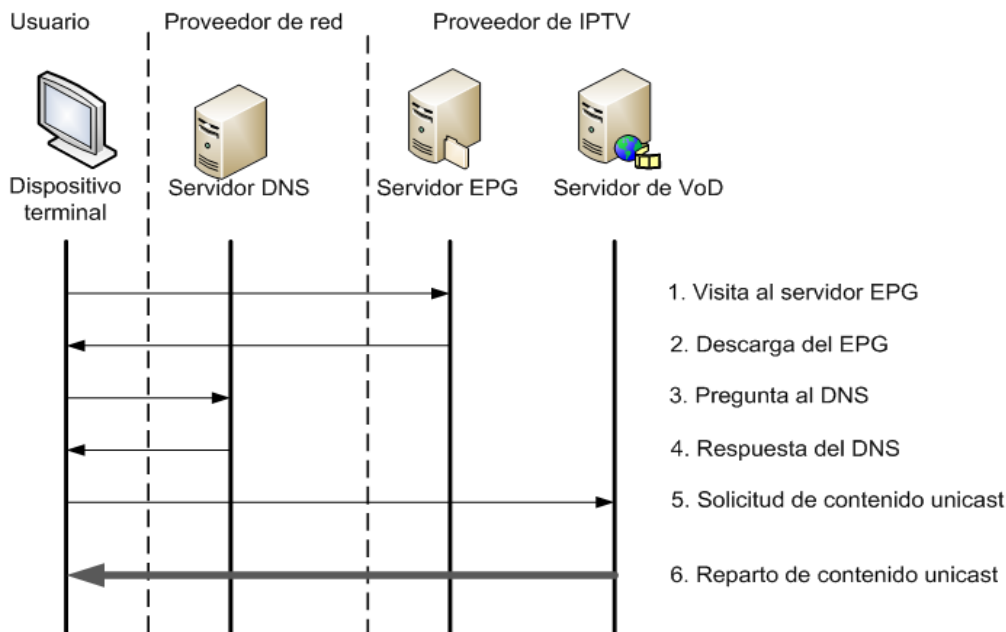 Usuario
Proveedor de red
Proveedor de IPTV
Dispositivo
terminal
Servidor DNS
Servidor EPG
Servidor de VoD
1. Visita al servidor EPG
2. Descarga del EPG
3. Pregunta al DNS
4. Respuesta del DNS
5. Solicitud de contenido unicast
6. Reparto de contenido unicast